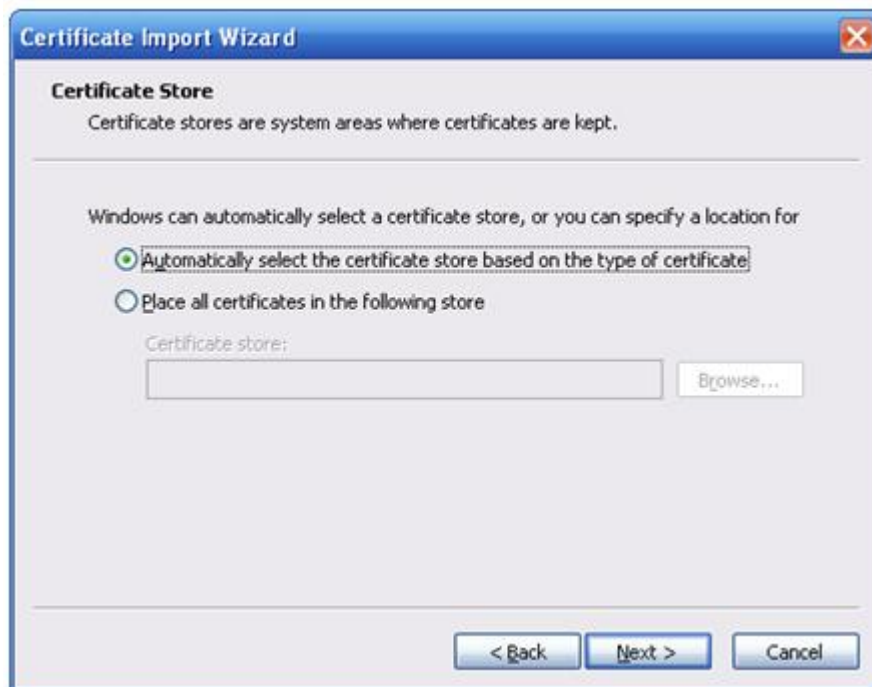 Certificate Import Wizard
Certificate Store
Certificate stores are system areas where certificates are kept.
Windows can automatically select a certificate store, or you can specify a location for
Automatically select the certificate store based on the type of certificate
Place all certificates in the following store
Certificate store:
Browse...
< Back Next > Cancel